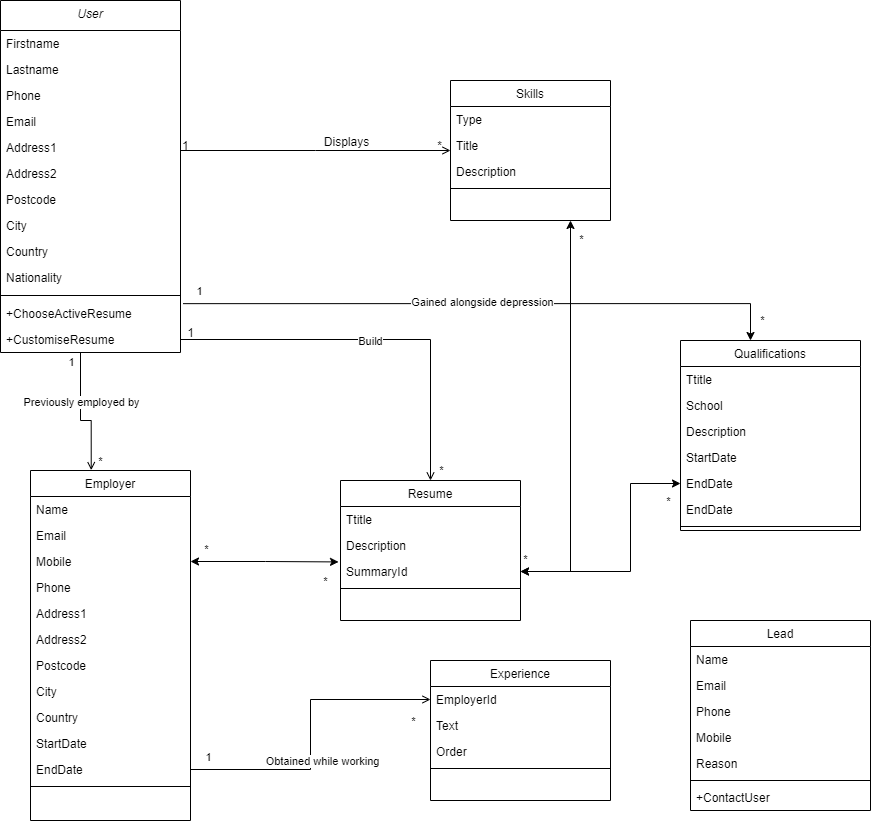 User
Firstname
Lastname
Phone
Email
Address1
Address2
Postcode
City
Country
Nationality
+ChooseActiveResume
+CustomiseResume
1
Displays
*
Skills
Type
Title
Description
*
1
Gained alongside depression
*
Qualifications
Ttitle
School
Description
StartDate
EndDate
EndDate
*
1
Build
*
1
Previously employed by
*
Employer
Name
Email
Mobile
Phone
Address1
Address2
Postcode
City
Country
StartDate
EndDate
*
*
Resume
Ttitle
Description
SummaryId
*
1
Obtained while working
*
Experience
EmployerId
Text
Order
Lead
Name
Email
Phone
Mobile
Reason
+ContactUser